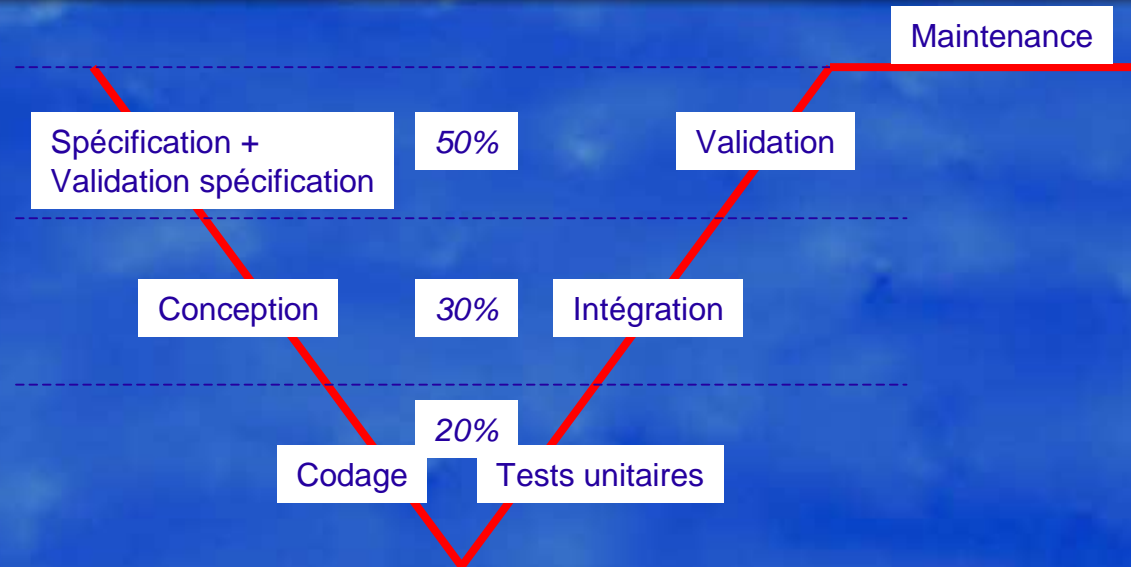 Maintenance
Spécification +
Validation spécification
50%
Validation
Conception
30%
Intégration
20%
Codage
Tests unitaires